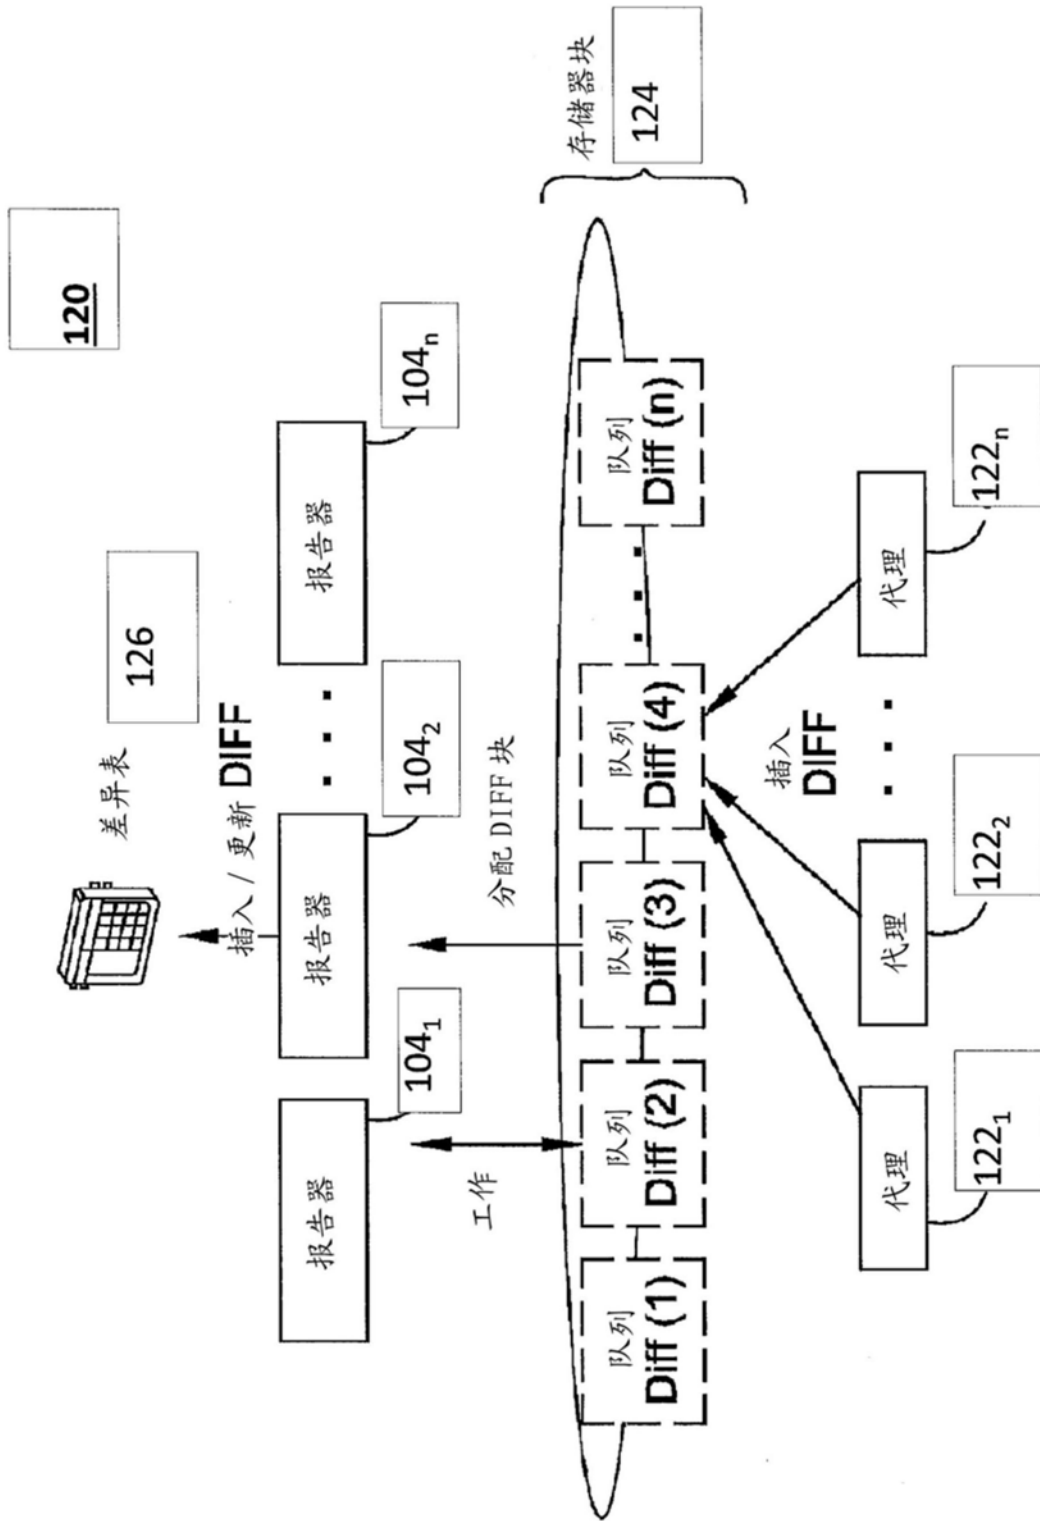 120
差异表
126
插入 / 更新 DIFF
报告器
报告器
报告器
104₁
104₂
104ₙ
工作
分配 DIFF 块
存储器块
124
队列
Diff (1)
队列
Diff (2)
队列
Diff (3)
队列
Diff (4)
队列
Diff (n)
插入
DIFF
代理
代理
代理
122₁
122₂
122ₙ